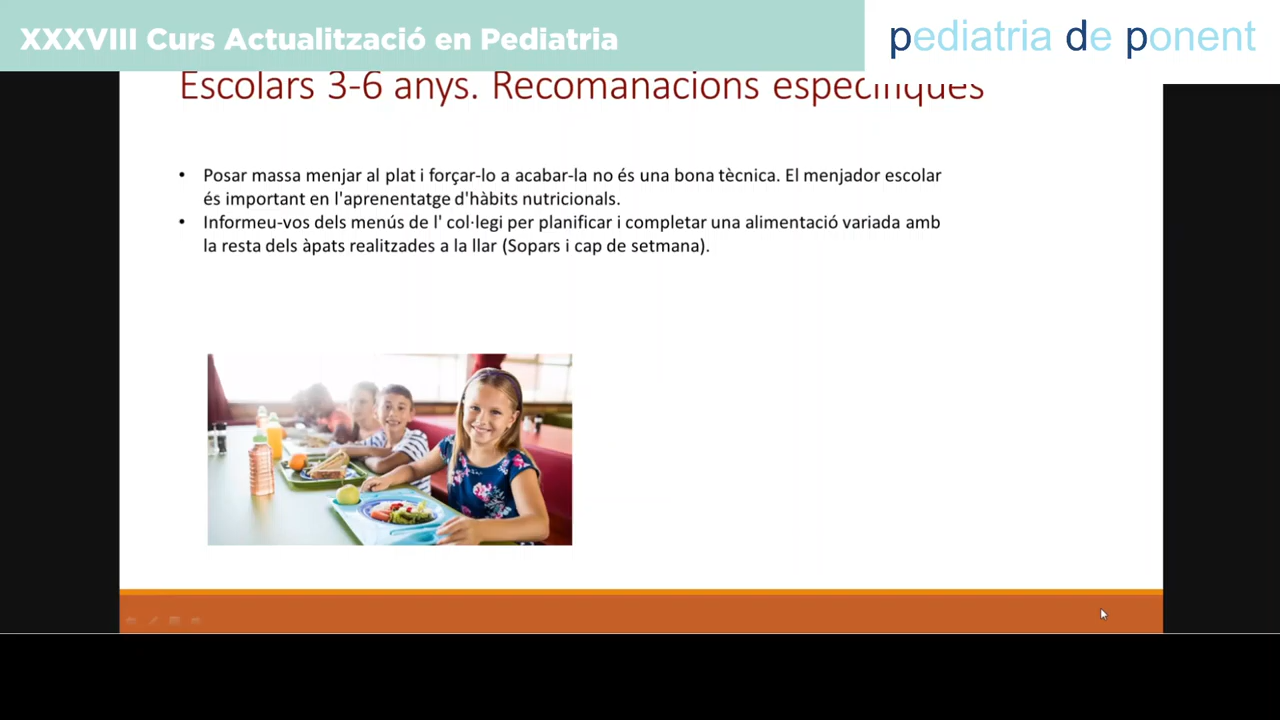 XXXVIII Curs Actualització en Pediatria
pediatria de ponent
Escolars 3-6 anys. Recomanacions específiques
• Posar massa menjar al plat i forçar-lo a acabar-la no és una bona tècnica. El menjador escolar
és important en l'aprenentatge d'hàbits nutricionals.
• Informeu-vos dels menús de l' col·legi per planificar i completar una alimentació variada amb
la resta dels àpats realitzades a la llar (Sopars i cap de setmana).